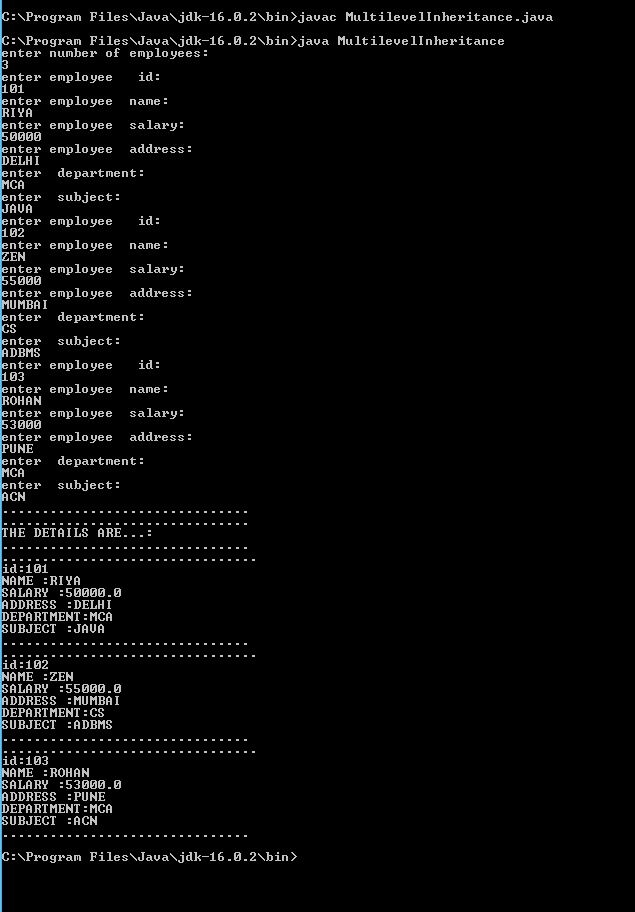 C:\Program Files\Java\jdk-16.0.2\bin>javac MultilevelInheritance.java
C:\Program Files\Java\jdk-16.0.2\bin>java MultilevelInheritance
enter number of employees:
3
enter employee   id:
101
enter employee  name:
RIYA
enter employee  salary:
50000
enter employee  address:
DELHI
enter  department:
MCA
enter  subject:
JAVA
enter employee   id:
102
enter employee  name:
ZEN
enter employee  salary:
55000
enter employee  address:
MUMBAI
enter  department:
CS
enter  subject:
ADBMS
enter employee   id:
103
enter employee  name:
ROHAN
enter employee  salary:
53000
enter employee  address:
PUNE
enter  department:
MCA
enter  subject:
ACN
-------------------------------
-------------------------------
THE DETAILS ARE...:
-------------------------------
--------------------------------
id:101
NAME :RIYA
SALARY :50000.0
ADDRESS :DELHI
DEPARTMENT:MCA
SUBJECT :JAVA
-------------------------------
--------------------------------
id:102
NAME :ZEN
SALARY :55000.0
ADDRESS :MUMBAI
DEPARTMENT:CS
SUBJECT :ADBMS
-------------------------------
--------------------------------
id:103
NAME :ROHAN
SALARY :53000.0
ADDRESS :PUNE
DEPARTMENT:MCA
SUBJECT :ACN
-------------------------------
C:\Program Files\Java\jdk-16.0.2\bin>